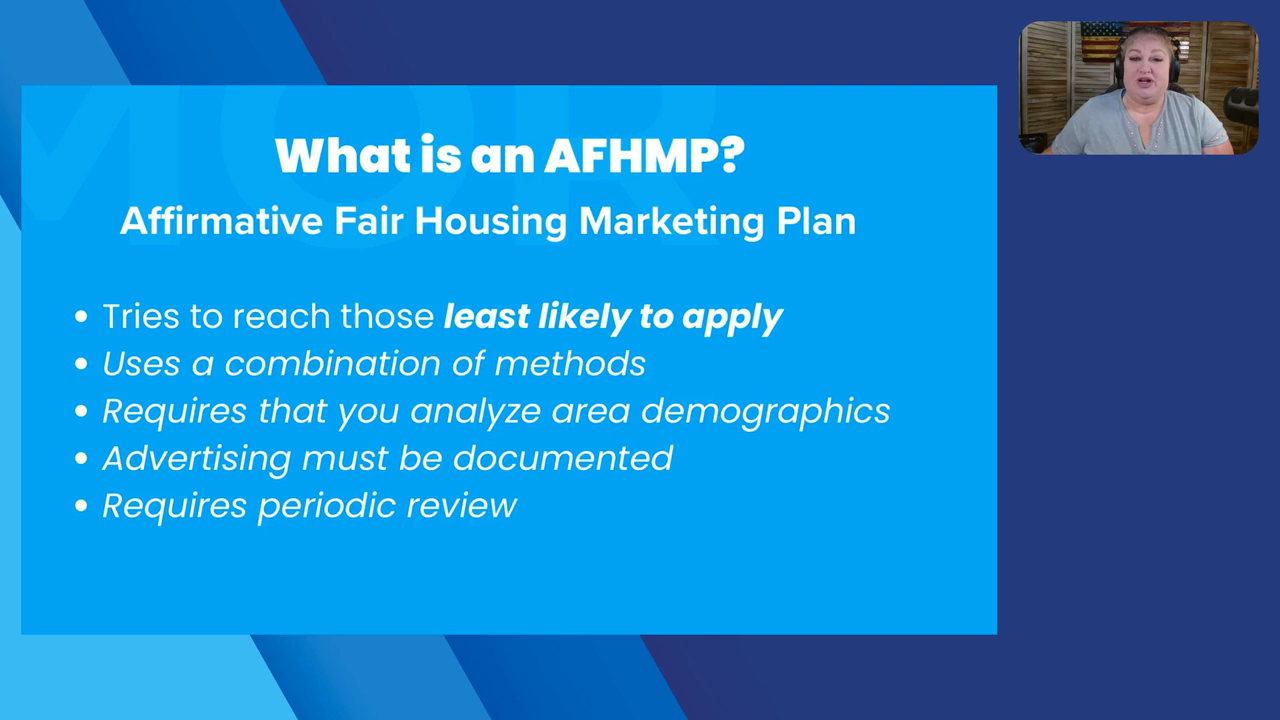 What is an AFHMP?
Affirmative Fair Housing Marketing Plan
Tries to reach those least likely to apply
Uses a combination of methods
Requires that you analyze area demographics
Advertising must be documented
Requires periodic review
MOR